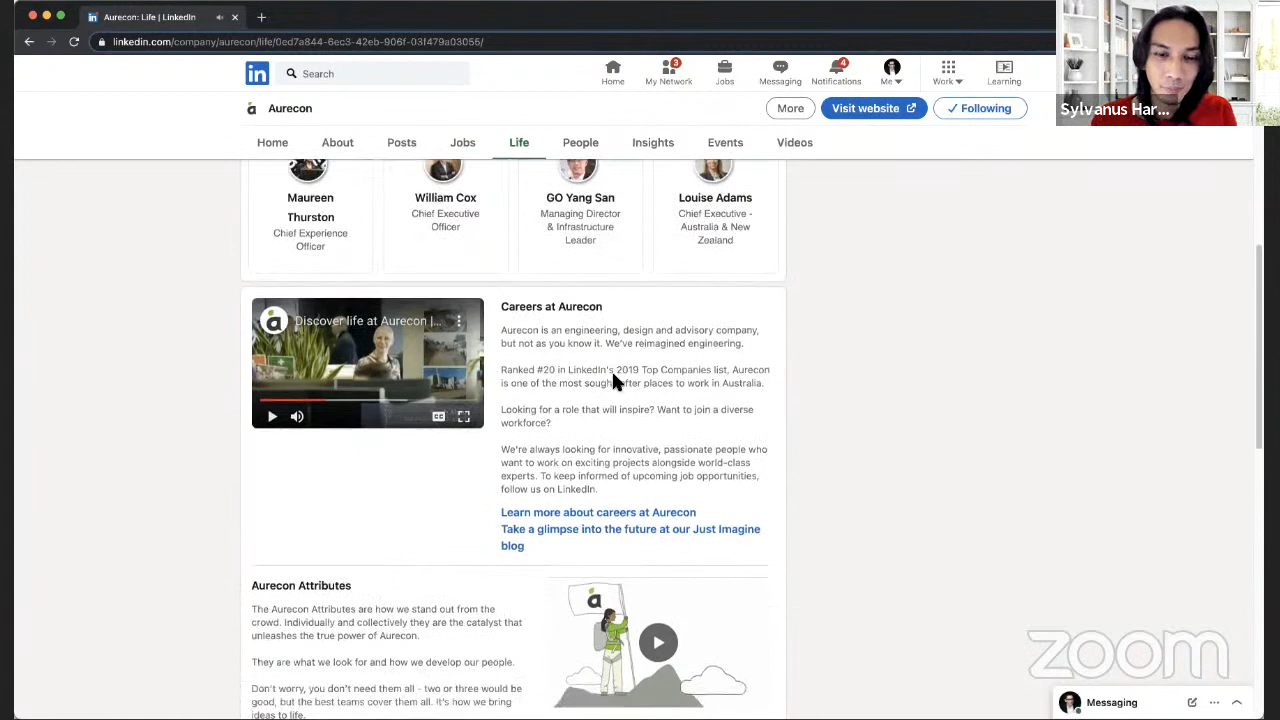 Aurecon: Life | LinkedIn
linkedin.com/company/aurecon/life/0ed7a844-6ec3-42eb-906f-03f479a03055/
in
Search
Home
3
My Network
Jobs
Messaging
4
Notifications
Me
Work
Learning
Sylvanus Har...
Aurecon
More
Visit website
✓ Following
Home
About
Posts
Jobs
Life
People
Insights
Events
Videos
Maureen
Thurston
Chief Experience
Officer
William Cox
Chief Executive
Officer
GO Yang San
Managing Director
& Infrastructure
Leader
Louise Adams
Chief Executive -
Australia & New
Zealand
Discover life at Aurecon |...
CC
Careers at Aurecon
Aurecon is an engineering, design and advisory company,
but not as you know it. We've reimagined engineering.
Ranked #20 in LinkedIn's 2019 Top Companies list, Aurecon
is one of the most sought after places to work in Australia.
Looking for a role that will inspire? Want to join a diverse
workforce?
We're always looking for innovative, passionate people who
want to work on exciting projects alongside world-class
experts. To keep informed of upcoming job opportunities,
follow us on LinkedIn.
Learn more about careers at Aurecon
Take a glimpse into the future at our Just Imagine
blog
Aurecon Attributes
The Aurecon Attributes are how we stand out from the
crowd. Individually and collectively they are the catalyst that
unleashes the true power of Aurecon.
They are what we look for and how we develop our people.
Don't worry, you don't need them all - two or three would be
good, but the best teams cover them all. It's how we bring
ideas to life.
zoom
Messaging